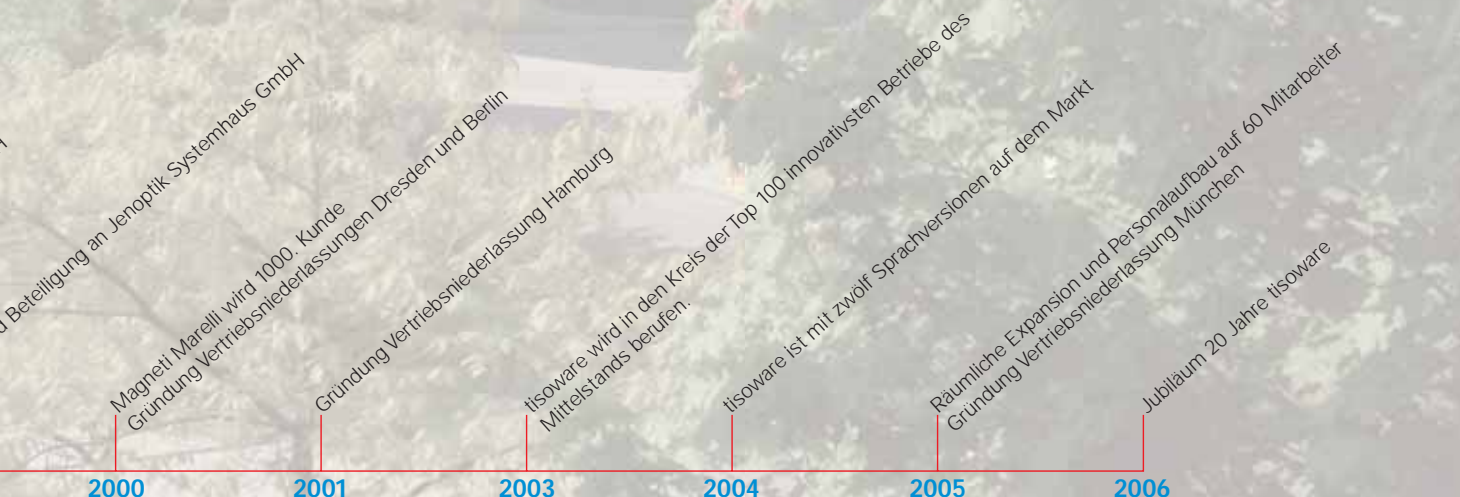 Beteiligung an Jenoptik Systemhaus GmbH
Magneti Marelli wird 1000. Kunde
Gründung Vertriebsniederlassungen Dresden und Berlin
Gründung Vertriebsniederlassung Hamburg
tisoware wird in den Kreis der Top 100 innovativsten Betriebe des
Mittelstands berufen.
tisoware ist mit zwölf Sprachversionen auf dem Markt
Räumliche Expansion und Personalaufbau auf 60 Mitarbeiter
Gründung Vertriebsniederlassung München
Jubiläum 20 Jahre tisoware
2000 2001 2003 2004 2005 2006